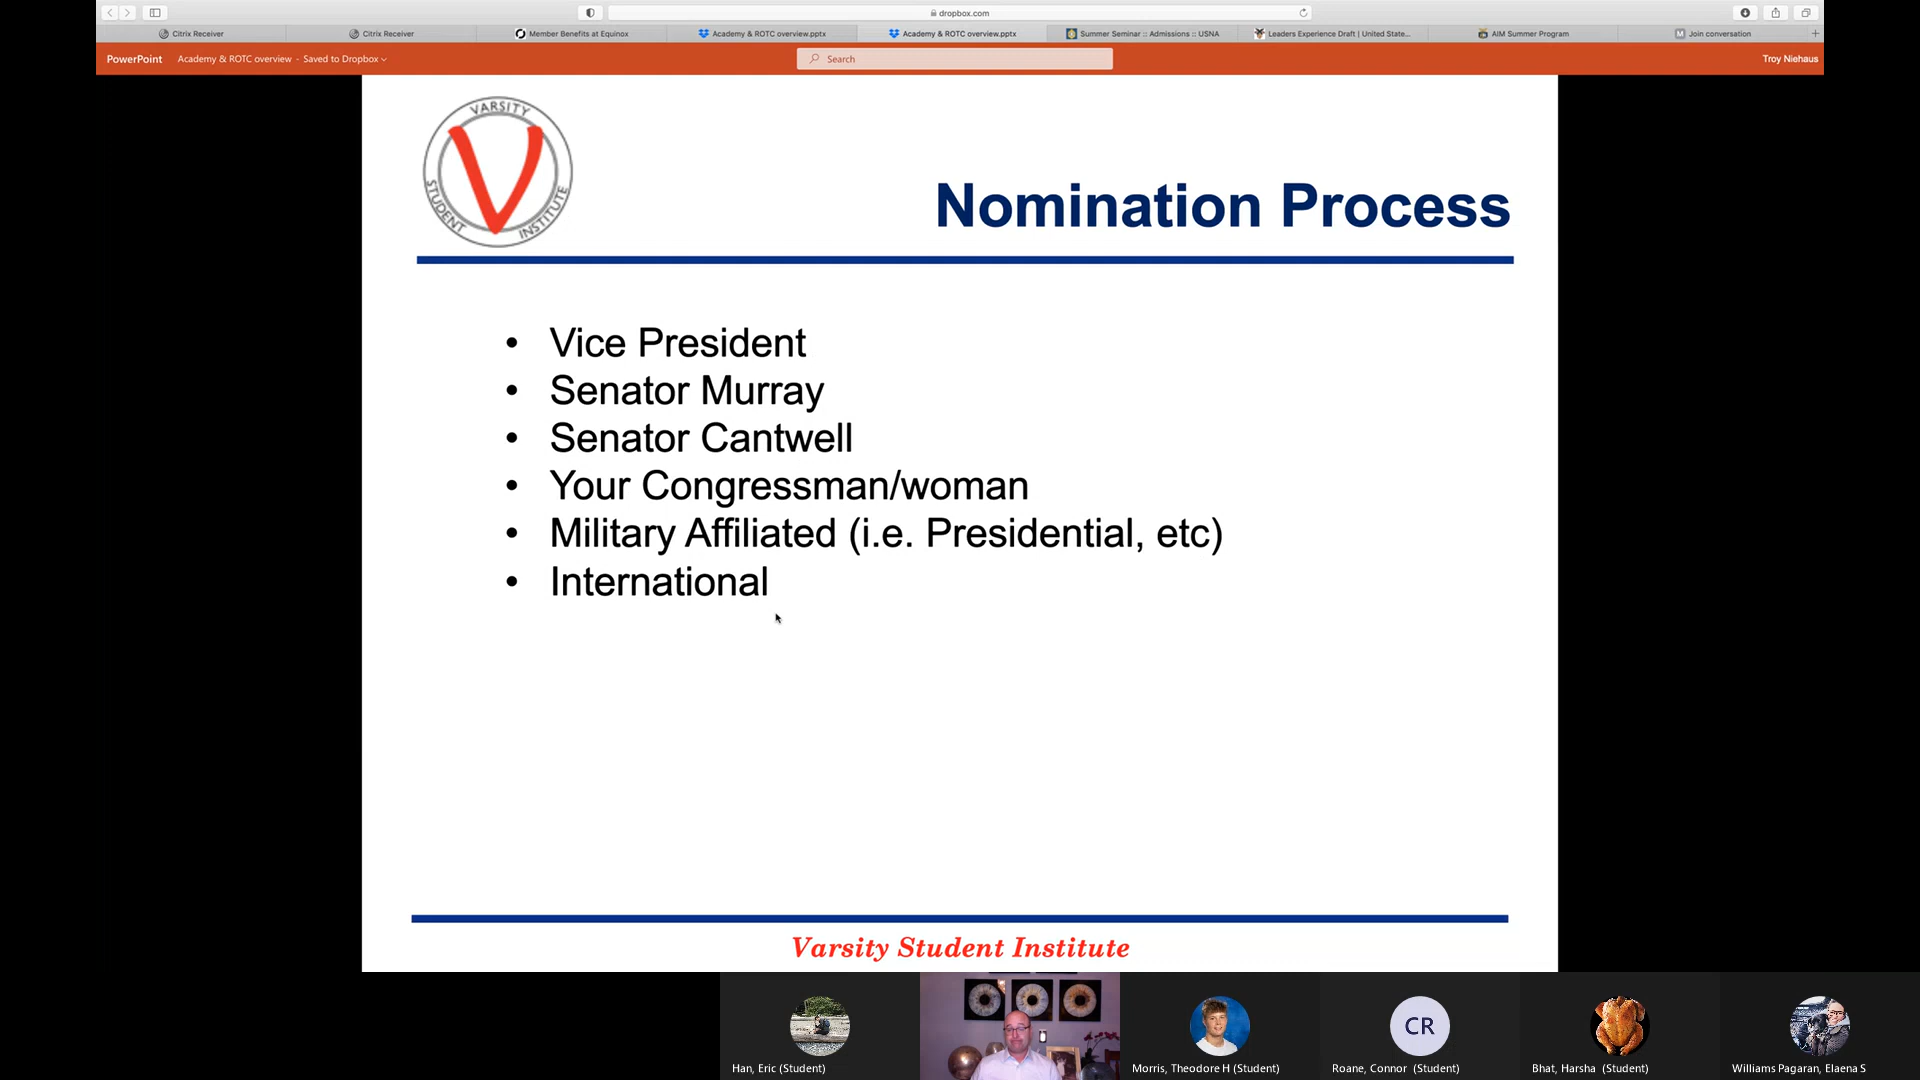 dropbox.com
Citrix Receiver
Citrix Receiver
Member Benefits at Equinox
Academy & ROTC overview.pptx
Academy & ROTC overview.pptx
Summer Seminar :: Admissions :: USNA
Leaders Experience Draft | United State...
AIM Summer Program
M Join conversation
PowerPoint Academy & ROTC overview - Saved to Dropbox
Search
Troy Niehaus
VARSITY
STUDENT INSTITUTE
V
Nomination Process
• Vice President
• Senator Murray
• Senator Cantwell
• Your Congressman/woman
• Military Affiliated (i.e. Presidential, etc)
• International
Varsity Student Institute
CR
Han, Eric (Student)
Morris, Theodore H (Student)
Roane, Connor (Student)
Bhat, Harsha (Student)
Williams Pagaran, Elaena S